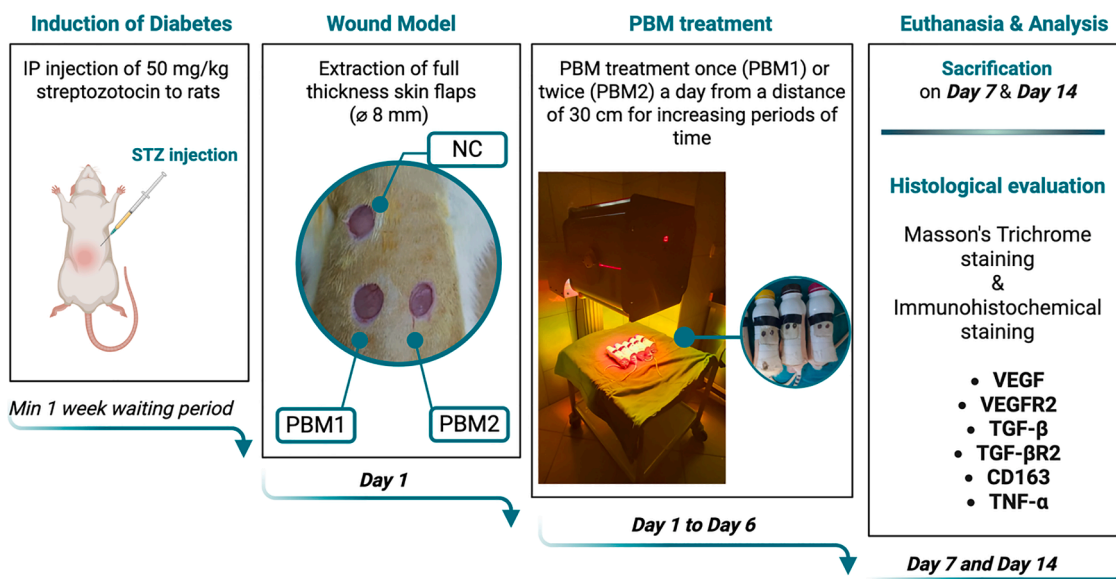 Induction of Diabetes
IP injection of 50 mg/kg
streptozotocin to rats
STZ injection
Min 1 week waiting period
Wound Model
Extraction of full
thickness skin flaps
(ø 8 mm)
NC
PBM1
PBM2
Day 1
PBM treatment
PBM treatment once (PBM1) or
twice (PBM2) a day from a distance
of 30 cm for increasing periods of
time
Day 1 to Day 6
Euthanasia & Analysis
Sacrification
on Day 7 & Day 14
Histological evaluation
Masson's Trichrome
staining
&
Immunohistochemical
staining
• VEGF
• VEGFR2
• TGF-β
• TGF-βR2
• CD163
• TNF-α
Day 7 and Day 14